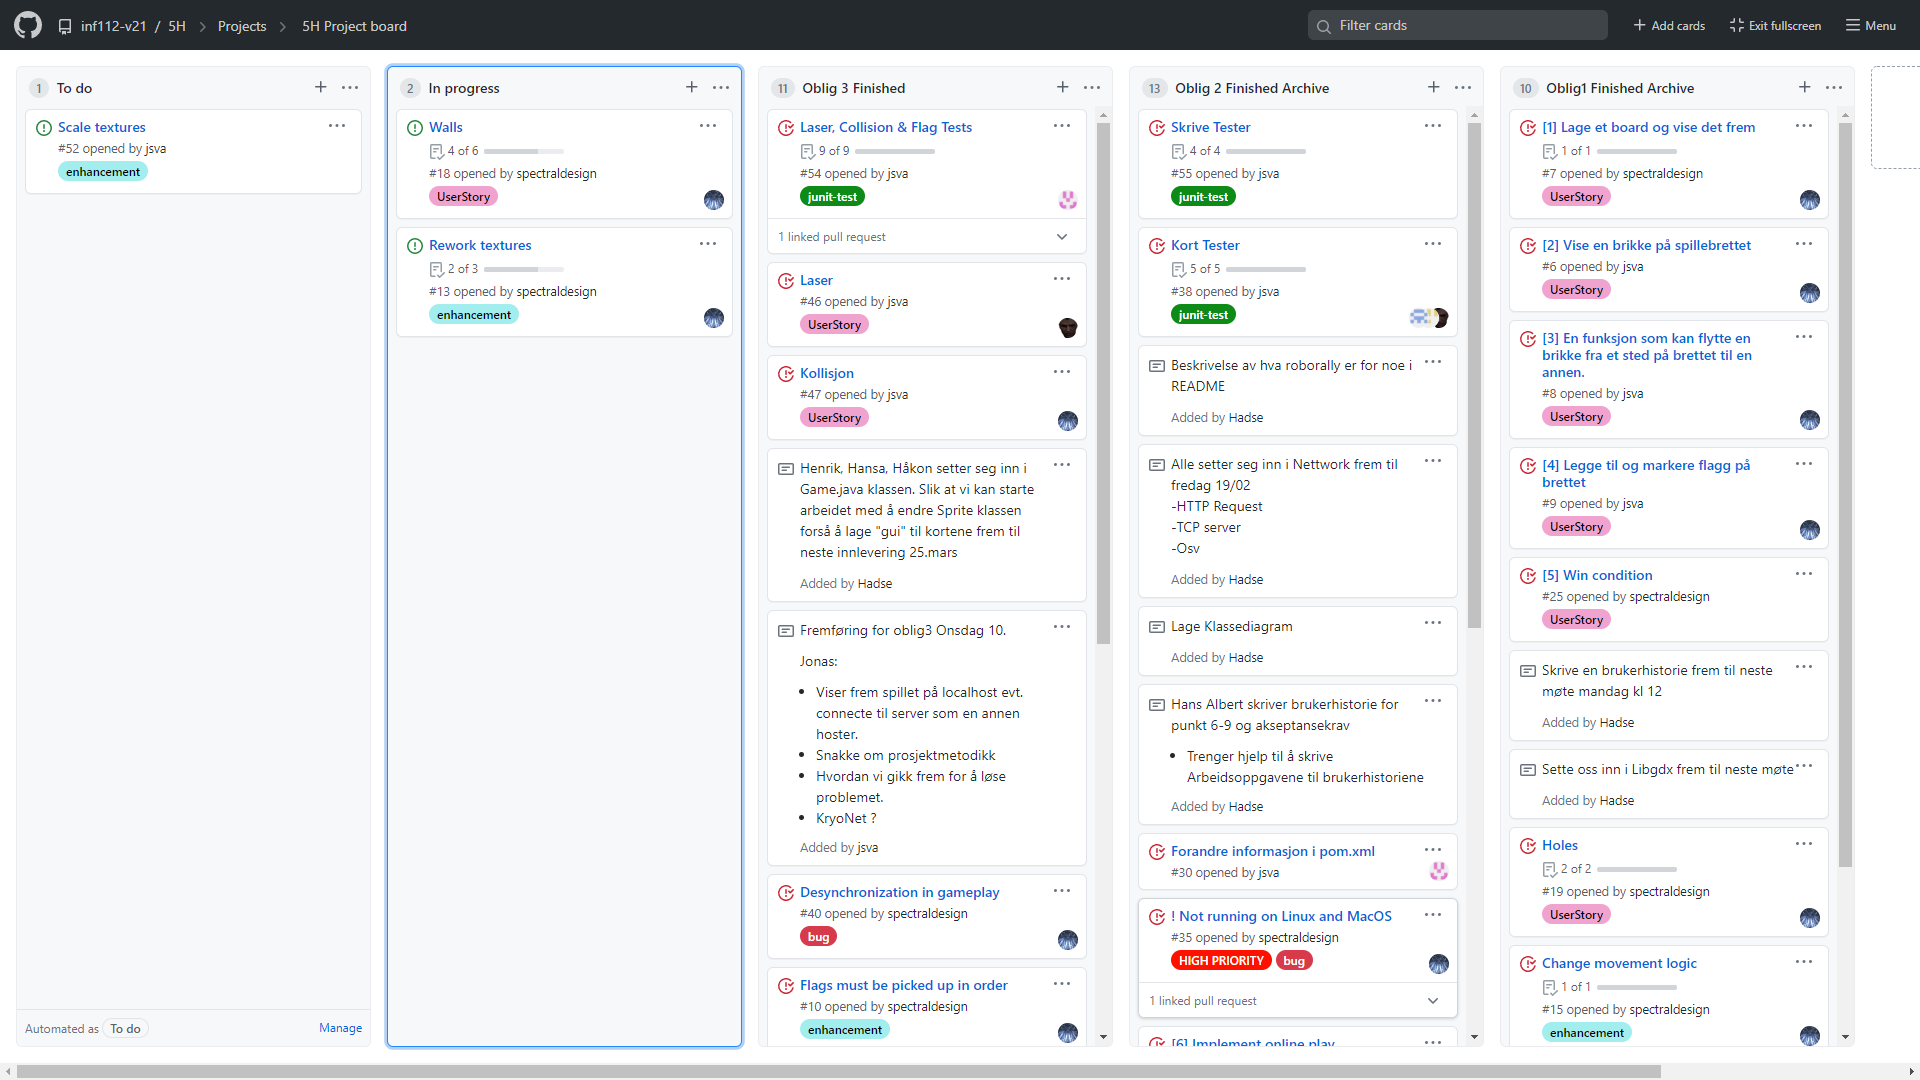 inf112-v21 / 5H Projects 5H Project board
Filter cards
Add cards Exit fullscreen Menu
1 To do
Scale textures
#52 opened by jsva
enhancement
Automated as To do Manage
2 In progress
Walls
4 of 6
#18 opened by spectraldesign
UserStory
Rework textures
2 of 3
#13 opened by spectraldesign
enhancement
11 Oblig 3 Finished
Laser, Collision & Flag Tests
9 of 9
#54 opened by jsva
junit-test
1 linked pull request
Laser
#46 opened by jsva
UserStory
Kollisjon
#47 opened by jsva
UserStory
Henrik, Hansa, Håkon setter seg inn i
Game.java klassen. Slik at vi kan starte
arbeidet med å endre Sprite klassen
forså å lage "gui" til kortene frem til
neste innlevering 25.mars
Added by Hadse
Fremføring for oblig3 Onsdag 10.
Jonas:
• Viser frem spillet på localhost evt.
connecte til server som en annen
hoster.
• Snakke om prosjektmetodikk
• Hvordan vi gikk frem for å løse
problemet.
• KryoNet ?
Added by jsva
Desynchronization in gameplay
#40 opened by spectraldesign
bug
Flags must be picked up in order
#10 opened by spectraldesign
enhancement
13 Oblig 2 Finished Archive
Skrive Tester
4 of 4
#55 opened by jsva
junit-test
Kort Tester
5 of 5
#38 opened by jsva
junit-test
Beskrivelse av hva roborally er for noe i
README
Added by Hadse
Alle setter seg inn i Nettwork frem til
fredag 19/02
-HTTP Request
-TCP server
-Osv
Added by Hadse
Lage Klassediagram
Added by Hadse
Hans Albert skriver brukerhistorie for
punkt 6-9 og akseptansekrav
• Trenger hjelp til å skrive
Arbeidsoppgavene til brukerhistoriene
Added by Hadse
Forandre informasjon i pom.xml
#30 opened by jsva
! Not running on Linux and MacOS
#35 opened by spectraldesign
HIGH PRIORITY bug
1 linked pull request
[6] Implement online play
10 Oblig1 Finished Archive
[1] Lage et board og vise det frem
1 of 1
#7 opened by spectraldesign
UserStory
[2] Vise en brikke på spillebrettet
#6 opened by jsva
UserStory
[3] En funksjon som kan flytte en
brikke fra et sted på brettet til en
annen.
#8 opened by jsva
UserStory
[4] Legge til og markere flagg på
brettet
#9 opened by jsva
UserStory
[5] Win condition
#25 opened by spectraldesign
UserStory
Skrive en brukerhistorie frem til neste
møte mandag kl 12
Added by Hadse
Sette oss inn i Libgdx frem til neste møte
Added by Hadse
Holes
2 of 2
#19 opened by spectraldesign
UserStory
Change movement logic
1 of 1
#15 opened by spectraldesign
enhancement